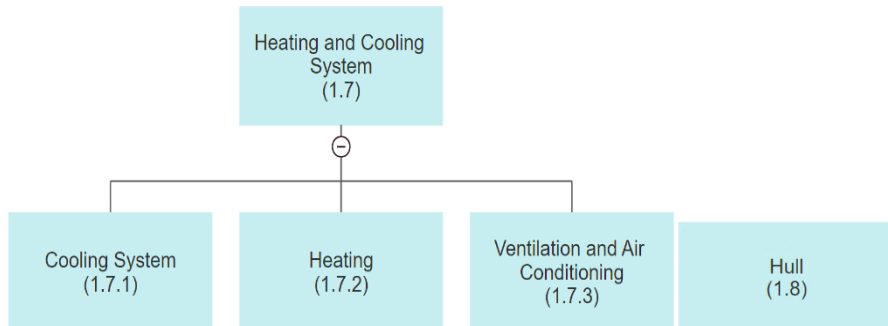 Heating and Cooling
System
(1.7)
Cooling System
(1.7.1)
Heating
(1.7.2)
Ventilation and Air
Conditioning
(1.7.3)
Hull
(1.8)